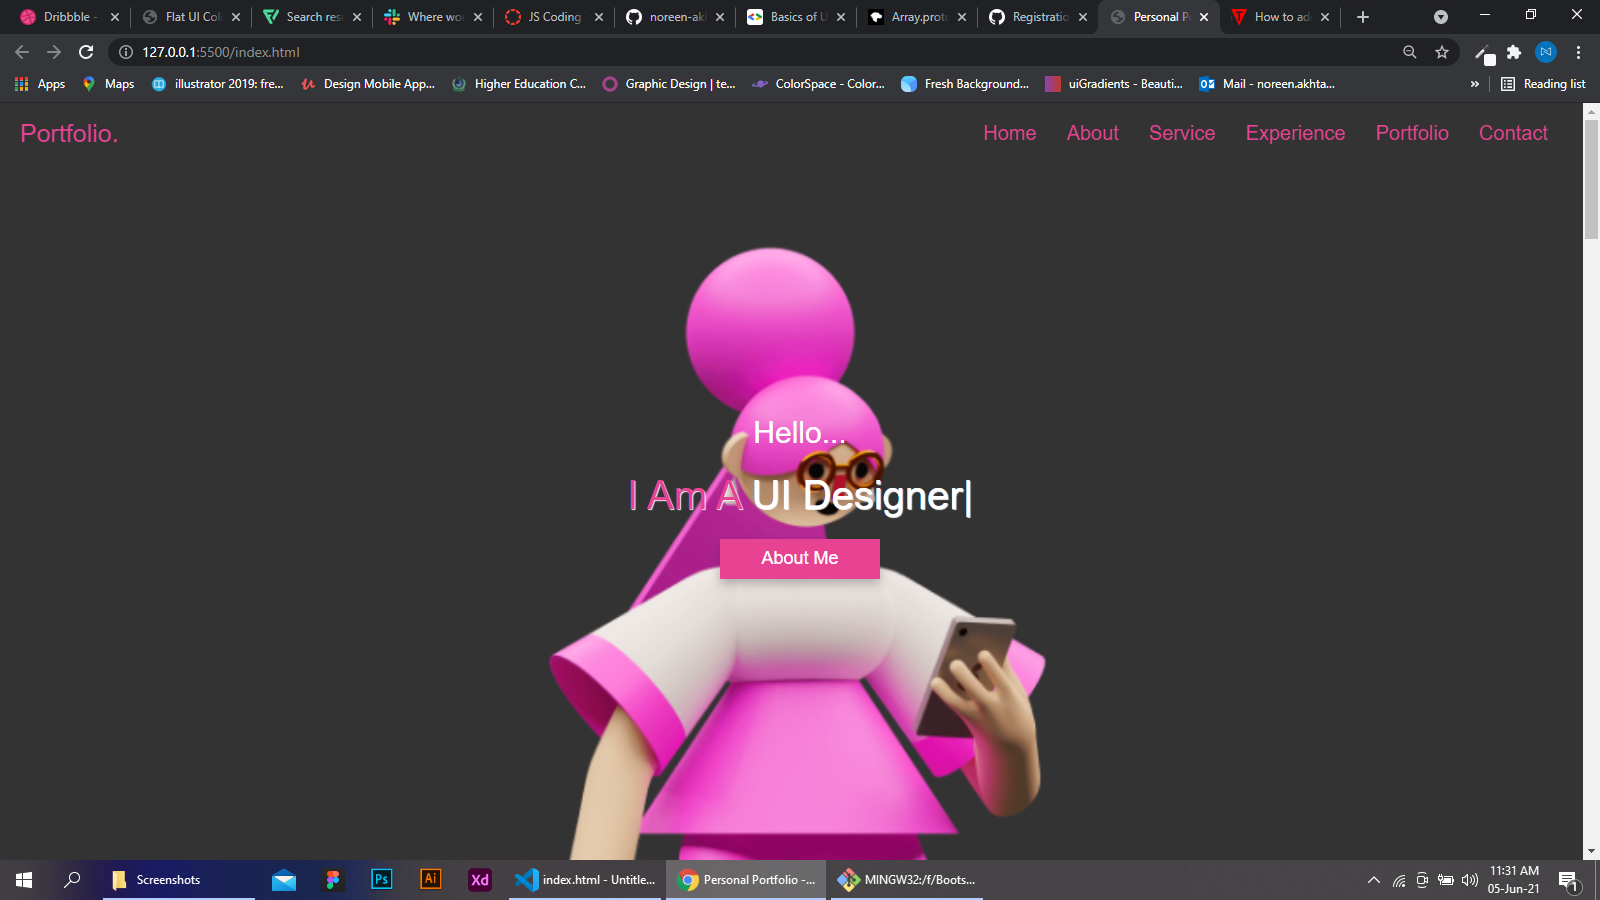 Dribbble -
Flat UI Col
Search res
Where wo
JS Coding
noreen-ak
Basics of U
Array.prot
Registratio
Personal P
How to ad
127.0.0.1:5500/index.html
Apps
Maps
illustrator 2019: fre...
Design Mobile App...
Higher Education C...
Graphic Design | te...
ColorSpace - Color...
Fresh Background...
uiGradients - Beauti...
Mail - noreen.akhta...
»
Reading list
Portfolio.
Home
About
Service
Experience
Portfolio
Contact
Hello...
I Am A UI Designer|
About Me
Screenshots
Ps
Ai
Xd
index.html - Untitle...
Personal Portfolio -...
MINGW32:/f/Boots...
11:31 AM
05-Jun-21
1